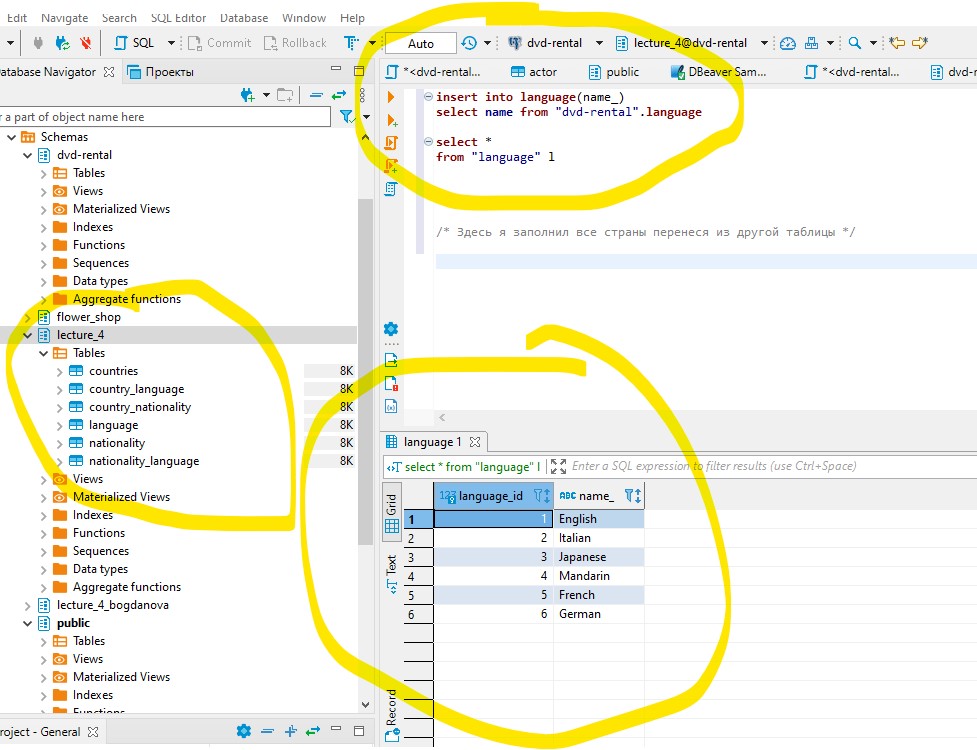 Edit Navigate Search SQL Editor Database Window Help
SQL Commit Rollback Auto dvd-rental lecture_4@dvd-rental
atabase Navigator Проекты
r a part of object name here
Schemas
dvd-rental
Tables
Views
Materialized Views
Indexes
Functions
Sequences
Data types
Aggregate functions
flower_shop
lecture_4
Tables
countries 8K
country_language 8K
country_nationality 8K
language 8K
nationality 8K
nationality_language 8K
Views
Materialized Views
Indexes
Functions
Sequences
Data types
Aggregate functions
lecture_4_bogdanova
public
Tables
Views
Materialized Views
Indexes
Functions
roject - General
*<dvd-rental... actor public DBeaver Sam... *<dvd-rental... dvd-r
insert into language(name_)
select name from "dvd-rental".language
select *
from "language" l
/* Здесь я заполнил все страны перенеся из другой таблицы */
language 1
select * from "language" l Enter a SQL expression to filter results (use Ctrl+Space)
Grid
Text
Record
123 language_id ABC name_
1 1 English
2 2 Italian
3 3 Japanese
4 4 Mandarin
5 5 French
6 6 German